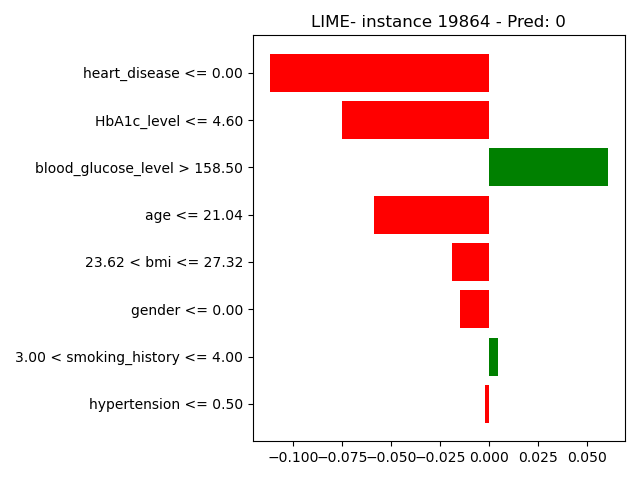 LIME- instance 19864 - Pred: 0
heart_disease <= 0.00
HbA1c_level <= 4.60
blood_glucose_level > 158.50
age <= 21.04
23.62 < bmi <= 27.32
gender <= 0.00
3.00 < smoking_history <= 4.00
hypertension <= 0.50
−0.100 −0.075 −0.050 −0.025 0.000 0.025 0.050